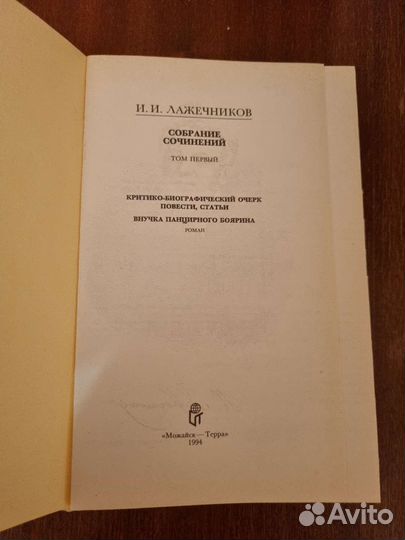 И. И. ЛАЖЕЧНИКОВ
СОБРАНИЕ
СОЧИНЕНИЙ
ТОМ ПЕРВЫЙ
КРИТИКО-БИОГРАФИЧЕСКИЙ ОЧЕРК
ПОВЕСТИ, СТАТЬИ
ВНУЧКА ПАНЦИРНОГО БОЯРИНА
РОМАН
«Можайск—Терра»
1994
Avito